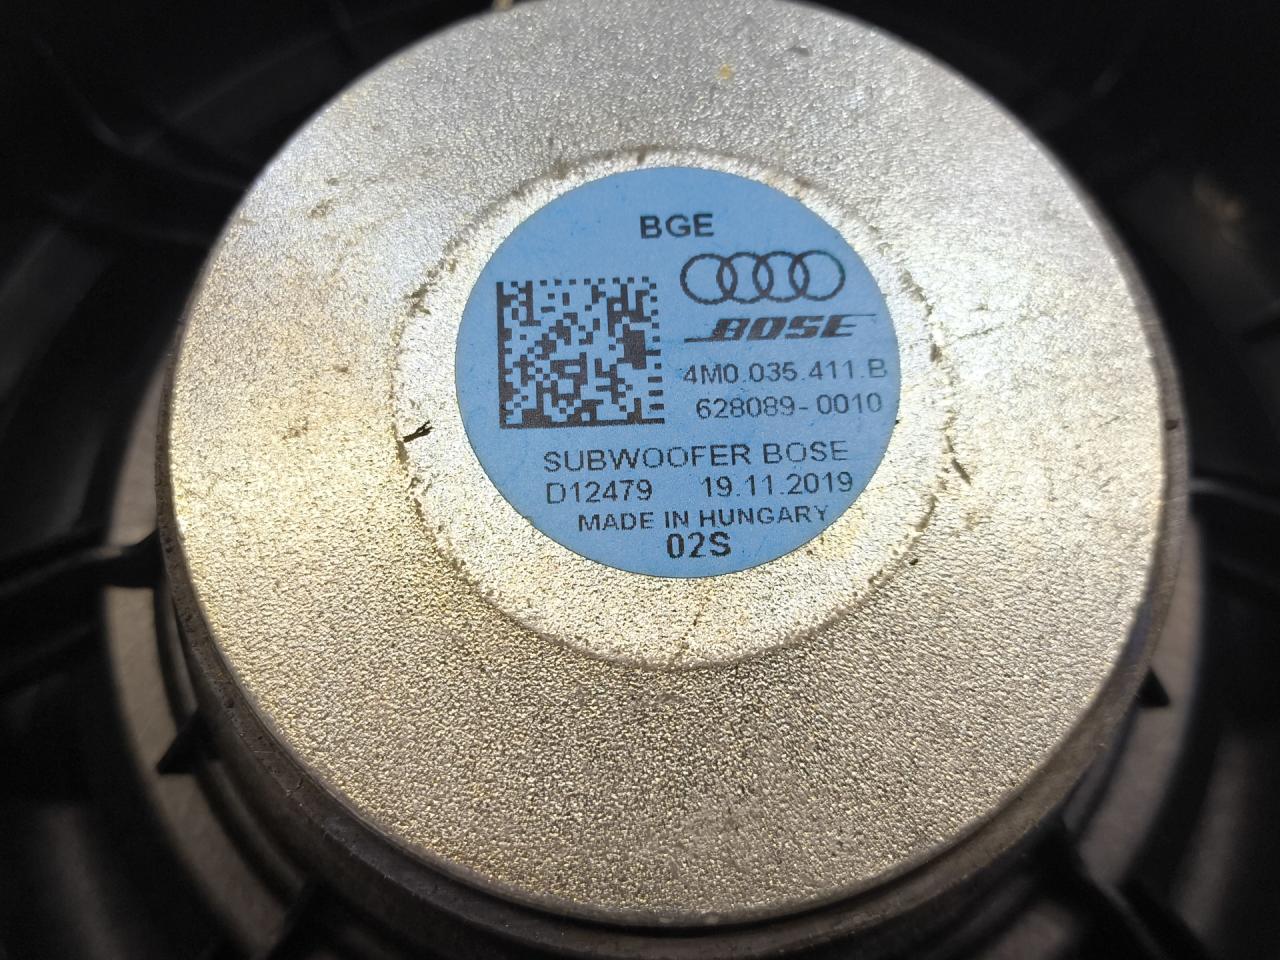 BGE
BOSE
4M0.035.411.B
628089-0010
SUBWOOFER BOSE
D12479 19.11.2019
MADE IN HUNGARY
02S